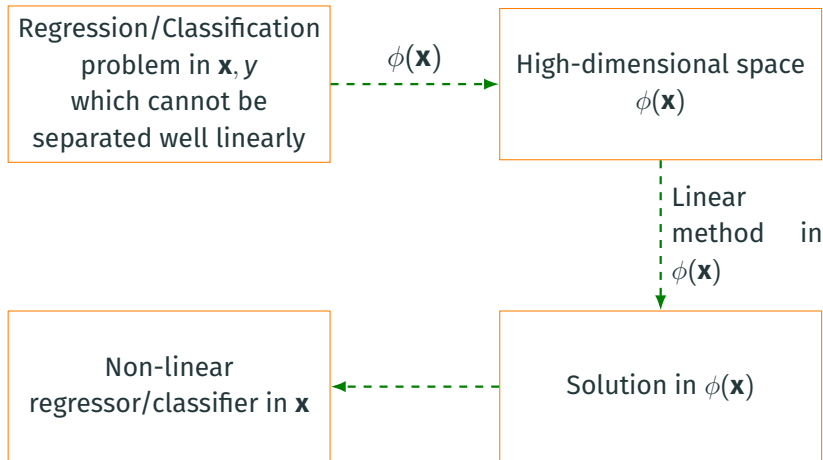 Regression/Classification
problem in x, y
which cannot be
separated well linearly
ϕ(x)
High-dimensional space
ϕ(x)
Linear
method in
ϕ(x)
Non-linear
regressor/classifier in x
Solution in ϕ(x)